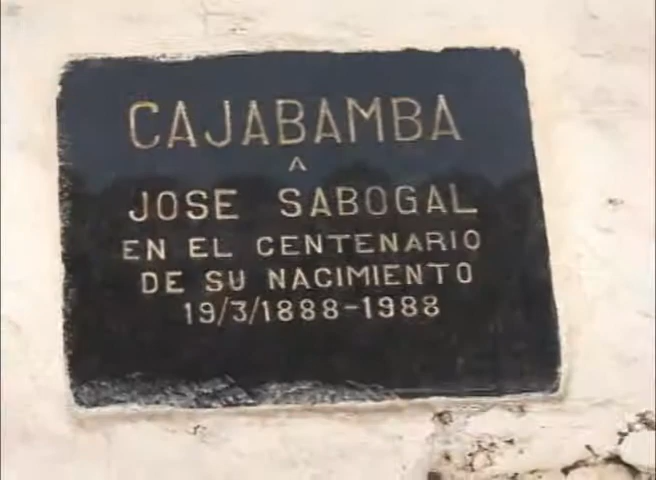 CAJABAMBA
A
JOSE SABOGAL
EN EL CENTENARIO
DE SU NACIMIENTO
19/3/1888-1988